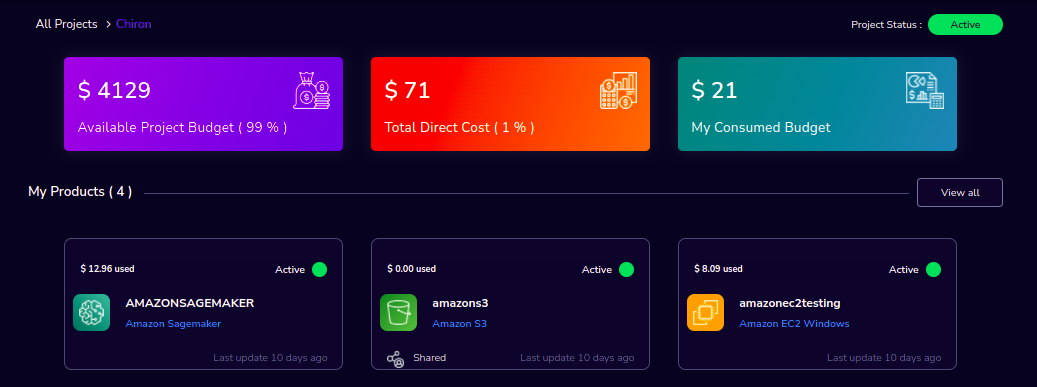 All Projects > Chiron
Project Status : Active
$ 4129
Available Project Budget ( 99 % )
$ 71
Total Direct Cost ( 1 % )
$ 21
My Consumed Budget
My Products ( 4 )
View all
$ 12.96 used
Active
AMAZONSAGEMAKER
Amazon Sagemaker
Last update 10 days ago
$ 0.00 used
Active
amazons3
Amazon S3
Shared
Last update 10 days ago
$ 8.09 used
Active
amazonec2testing
Amazon EC2 Windows
Last update 10 days ago